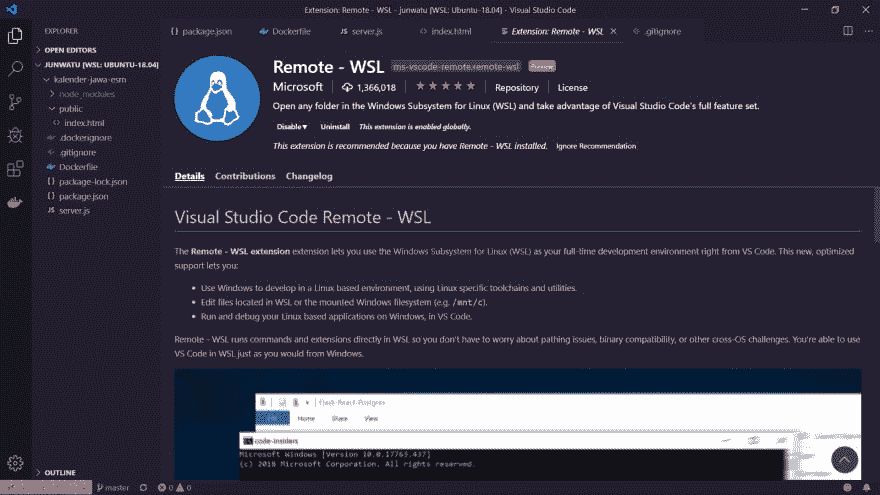 Extension: Remote - WSL - junwatu [WSL: Ubuntu-18.04] - Visual Studio Code
EXPLORER
OPEN EDITORS
JUNWATU [WSL: UBUNTU-18.04]
kalender-jawa-esm
node_modules
public
index.html
.dockerignore
.gitignore
Dockerfile
package-lock.json
package.json
server.js
OUTLINE
package.json Dockerfile server.js index.html Extension: Remote - WSL .gitignore
Remote - WSL ms-vscode-remote.remote-wsl Preview
Microsoft 1,366,018 Repository License
Open any folder in the Windows Subsystem for Linux (WSL) and take advantage of Visual Studio Code's full feature set.
Disable Uninstall This extension is enabled globally.
This extension is recommended because you have Remote - WSL installed. Ignore Recommendation
Details Contributions Changelog
Visual Studio Code Remote - WSL
The Remote - WSL extension extension lets you use the Windows Subsystem for Linux (WSL) as your full-time development environment right from VS Code. This new, optimized
support lets you:
Use Windows to develop in a Linux based environment, using Linux specific toolchains and utilities.
Edit files located in WSL or the mounted Windows filesystem (e.g. /mnt/c).
Run and debug your Linux based applications on Windows, in VS Code.
Remote - WSL runs commands and extensions directly in WSL so you don't have to worry about pathing issues, binary compatibility, or other cross-OS challenges. You're able to use
VS Code in WSL just as you would from Windows.
Home Share View
code-insiders
Microsoft Windows [Version 10.0.17763.437]
(c) 2018 Microsoft Corporation. All rights reserved.
master 0 0